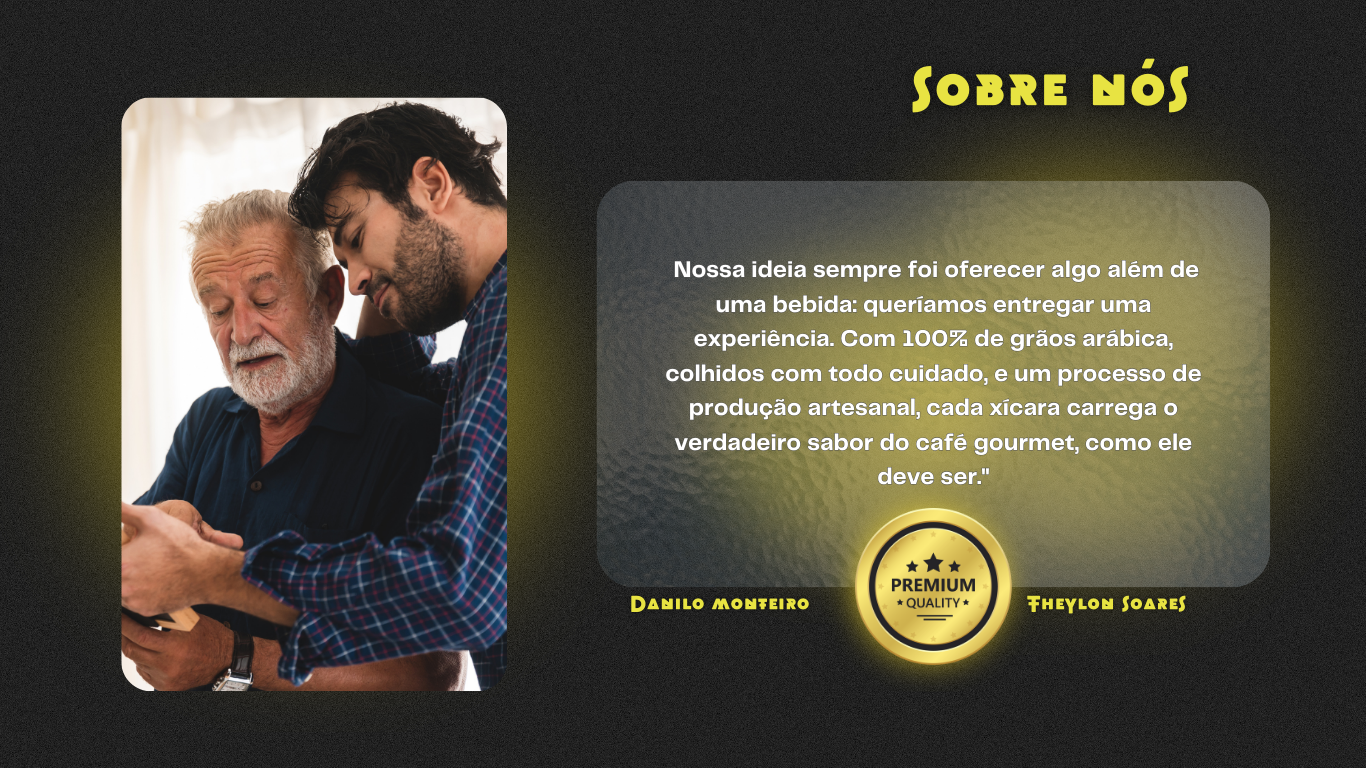 SOBRE NÓS
Nossa ideia sempre foi oferecer algo além de
uma bebida: queríamos entregar uma
experiência. Com 100% de grãos arábica,
colhidos com todo cuidado, e um processo de
produção artesanal, cada xícara carrega o
verdadeiro sabor do café gourmet, como ele
deve ser."
PREMIUM
QUALITY
DANILO MONTEIRO
THEYLON SOARES